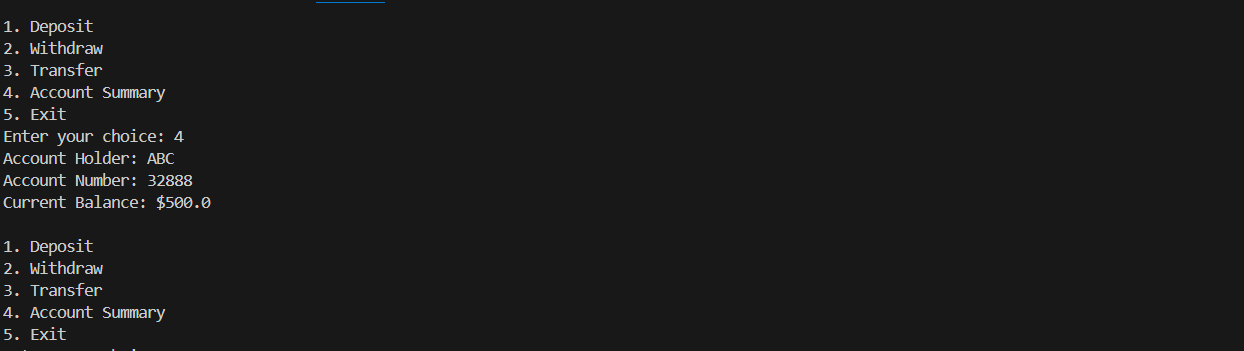 1. Deposit
2. Withdraw
3. Transfer
4. Account Summary
5. Exit
Enter your choice: 4
Account Holder: ABC
Account Number: 32888
Current Balance: $500.0
1. Deposit
2. Withdraw
3. Transfer
4. Account Summary
5. Exit